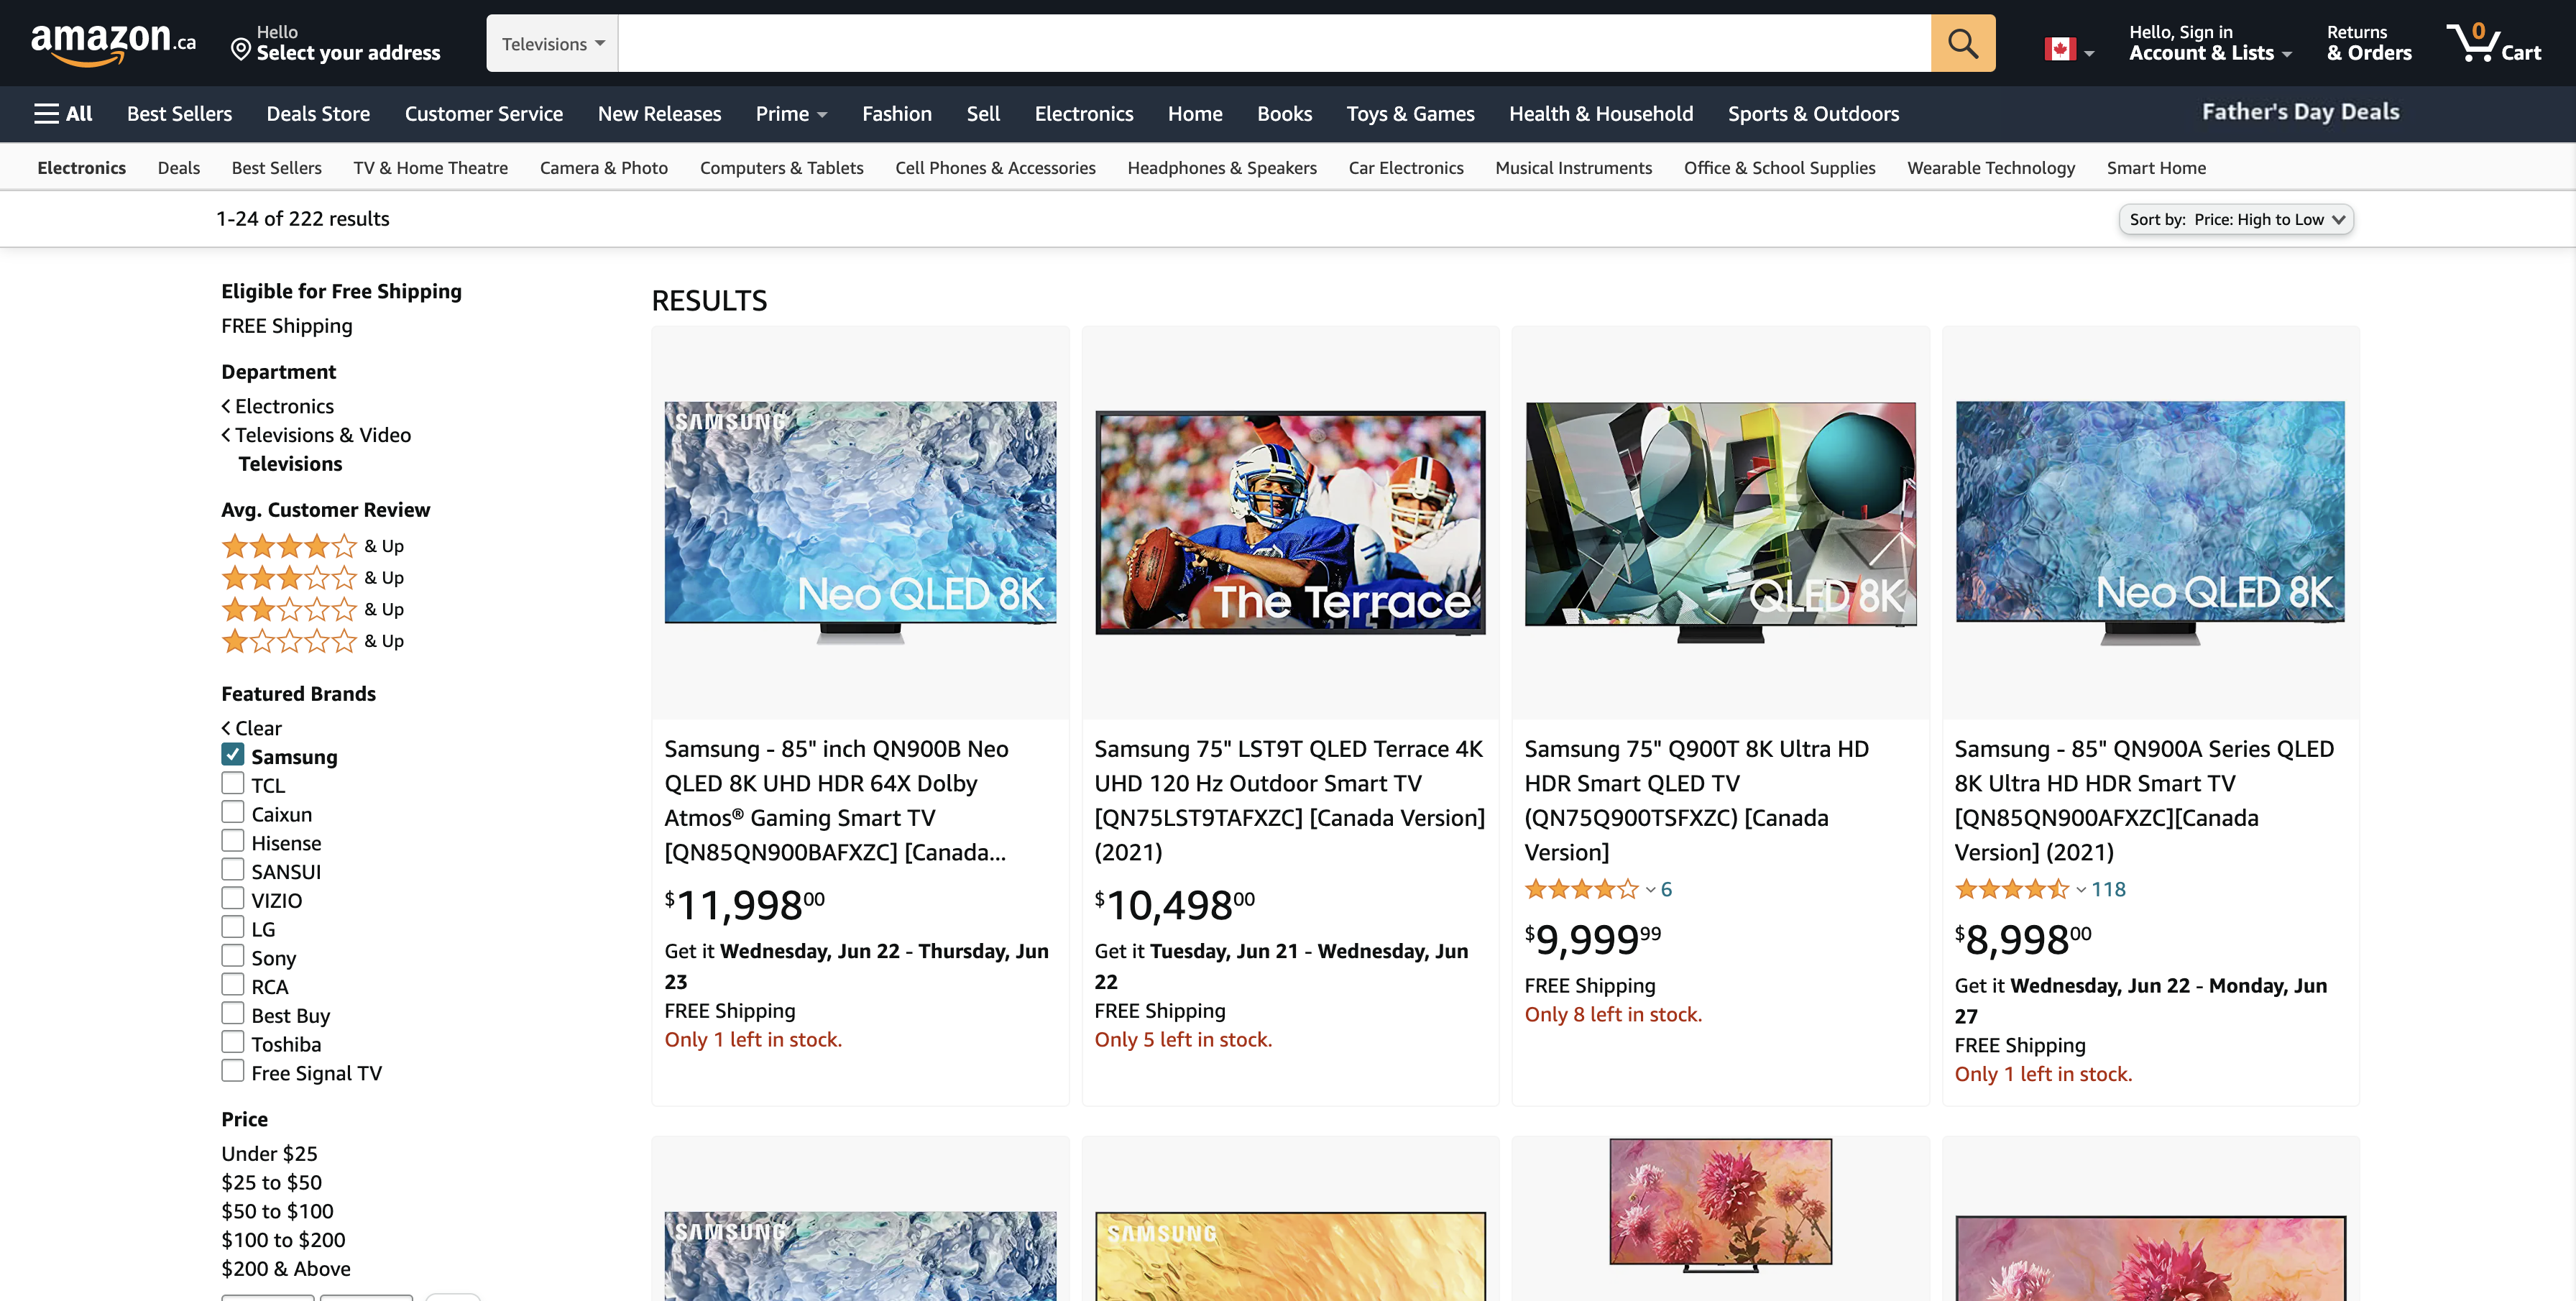 amazon.ca
Hello
Select your address
Televisions
Hello, Sign in
Account & Lists
Returns
& Orders
0
Cart
All
Best Sellers
Deals Store
Customer Service
New Releases
Prime
Fashion
Sell
Electronics
Home
Books
Toys & Games
Health & Household
Sports & Outdoors
Father's Day Deals
Electronics
Deals
Best Sellers
TV & Home Theatre
Camera & Photo
Computers & Tablets
Cell Phones & Accessories
Headphones & Speakers
Car Electronics
Musical Instruments
Office & School Supplies
Wearable Technology
Smart Home
1-24 of 222 results
Sort by: Price: High to Low
Eligible for Free Shipping
FREE Shipping
Department
Electronics
Televisions & Video
Televisions
Avg. Customer Review
& Up
& Up
& Up
& Up
Featured Brands
Clear
Samsung
TCL
Caixun
Hisense
SANSUI
VIZIO
LG
Sony
RCA
Best Buy
Toshiba
Free Signal TV
Price
Under $25
$25 to $50
$50 to $100
$100 to $200
$200 & Above
RESULTS
SAMSUNG
Neo QLED 8K
Samsung - 85" inch QN900B Neo
QLED 8K UHD HDR 64X Dolby
Atmos® Gaming Smart TV
[QN85QN900BAFXZC] [Canada...
$11,998.00
Get it Wednesday, Jun 22 - Thursday, Jun
23
FREE Shipping
Only 1 left in stock.
The Terrace
Samsung 75" LST9T QLED Terrace 4K
UHD 120 Hz Outdoor Smart TV
[QN75LST9TAFXZC] [Canada Version]
(2021)
$10,498.00
Get it Tuesday, Jun 21 - Wednesday, Jun
22
FREE Shipping
Only 5 left in stock.
QLED 8K
Samsung 75" Q900T 8K Ultra HD
HDR Smart QLED TV
(QN75Q900TSFXZC) [Canada
Version]
6
$9,999.99
FREE Shipping
Only 8 left in stock.
Neo QLED 8K
Samsung - 85" QN900A Series QLED
8K Ultra HD HDR Smart TV
[QN85QN900AFXZC][Canada
Version] (2021)
118
$8,998.00
Get it Wednesday, Jun 22 - Monday, Jun
27
FREE Shipping
Only 1 left in stock.
SAMSUNG
SAMSUNG